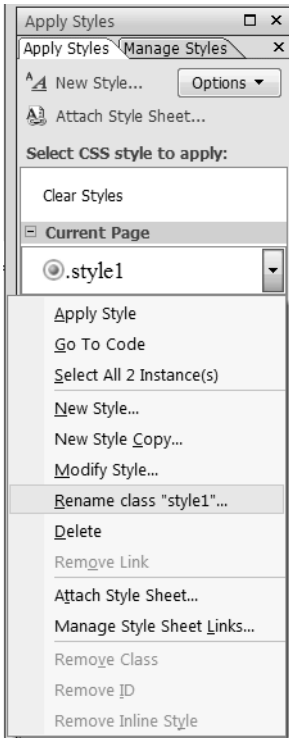 Apply Styles
Apply Styles Manage Styles
New Style... Options
Attach Style Sheet...
Select CSS style to apply:
Clear Styles
Current Page
.style1
Apply Style
Go To Code
Select All 2 Instance(s)
New Style...
New Style Copy...
Modify Style...
Rename class "style1"...
Delete
Remove Link
Attach Style Sheet...
Manage Style Sheet Links...
Remove Class
Remove ID
Remove Inline Style